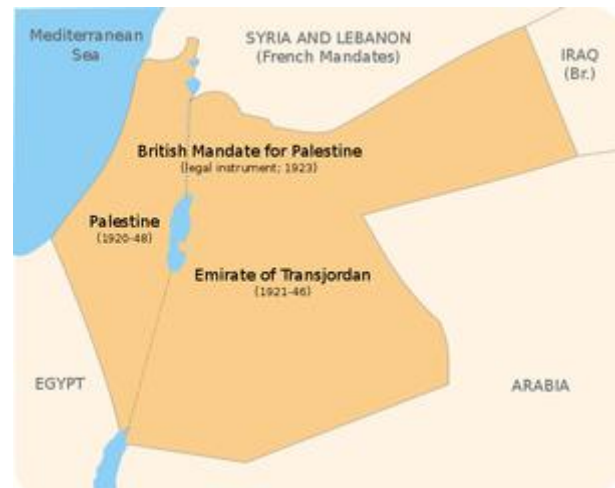 Mediterranean
Sea
SYRIA AND LEBANON
(French Mandates)
IRAQ
(Br.)
British Mandate for Palestine
(legal instrument; 1923)
Palestine
(1920-48)
Emirate of Transjordan
(1921-46)
EGYPT
ARABIA